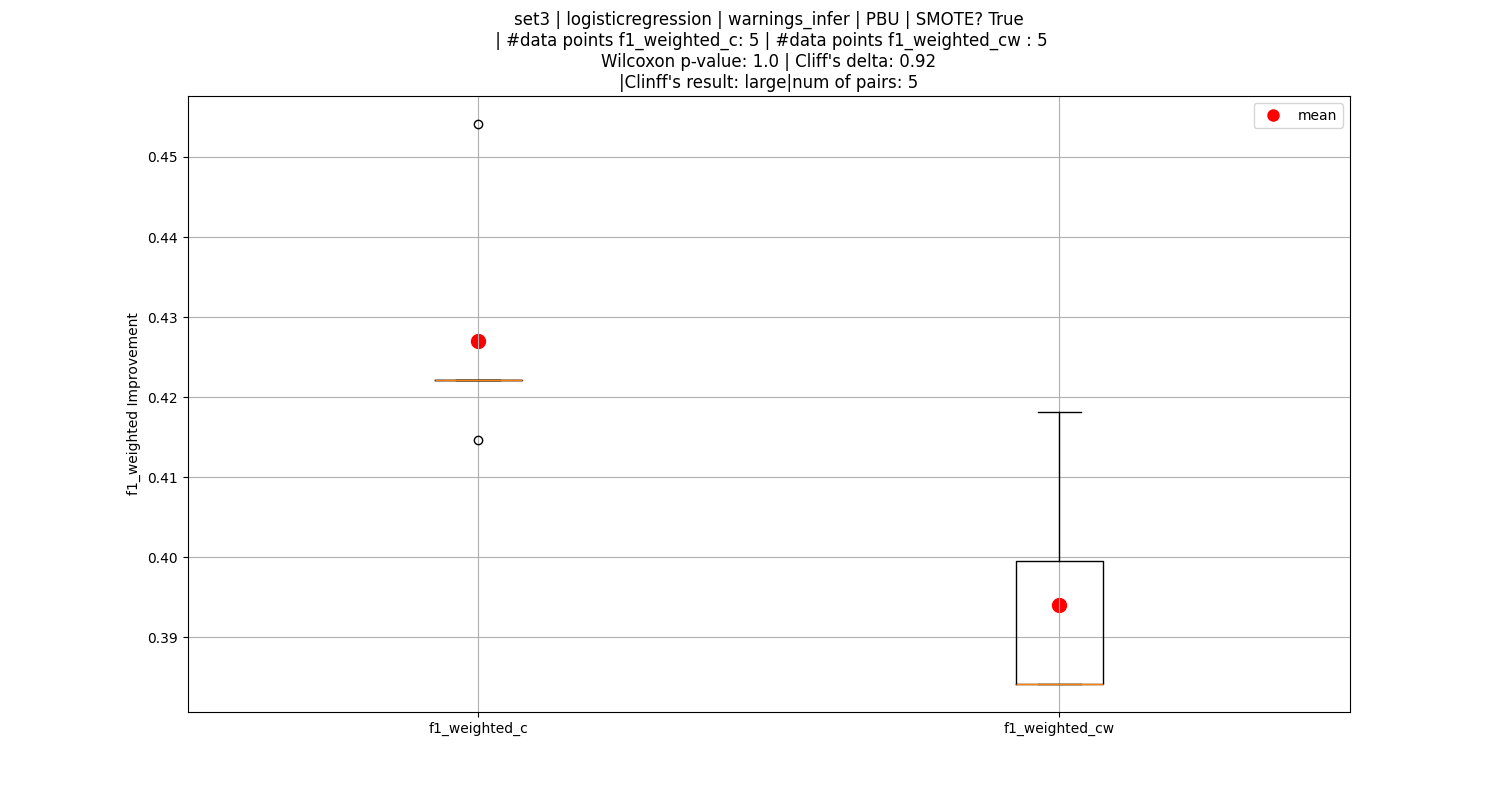 set3 | logisticregression | warnings_infer | PBU | SMOTE? True
| #data points f1_weighted_c: 5 | #data points f1_weighted_cw : 5
Wilcoxon p-value: 1.0 | Cliff's delta: 0.92
|Clinff's result: large|num of pairs: 5
mean
f1_weighted Improvement
0.45
0.44
0.43
0.42
0.41
0.40
0.39
f1_weighted_c
f1_weighted_cw